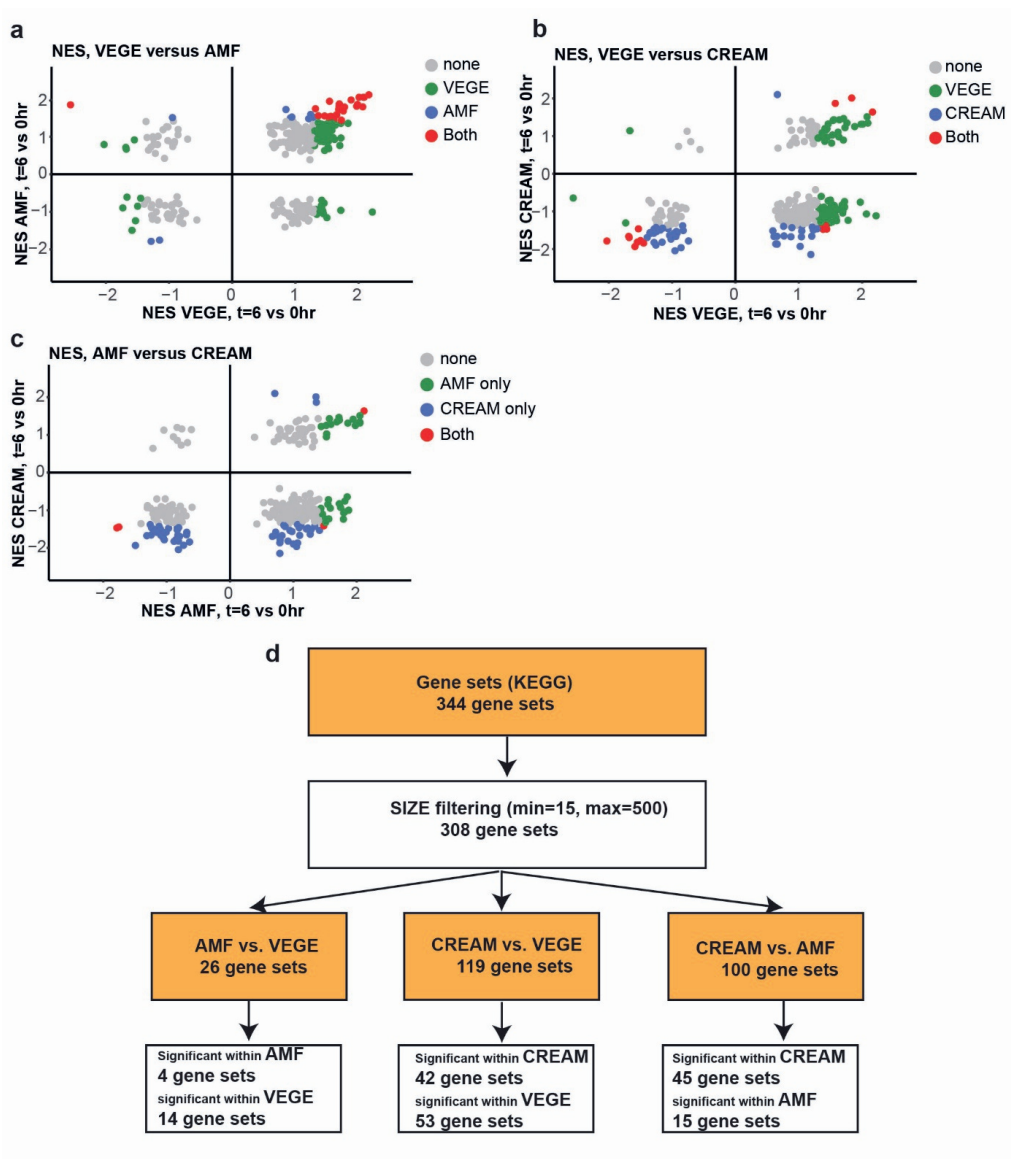 a
NES, VEGE versus AMF
none
VEGE
AMF
Both
NES AMF, t=6 vs 0hr
2
1
0
−1
−2
−2
−1
0
1
2
NES VEGE, t=6 vs 0hr
b
NES, VEGE versus CREAM
none
VEGE
CREAM
Both
NES CREAM, t=6 vs 0hr
2
1
0
−1
−2
−2
−1
0
1
2
NES VEGE, t=6 vs 0hr
c
NES, AMF versus CREAM
none
AMF only
CREAM only
Both
NES CREAM, t=6 vs 0hr
2
1
0
−1
−2
−2
−1
0
1
2
NES AMF, t=6 vs 0hr
d
Gene sets (KEGG)
344 gene sets
SIZE filtering (min=15, max=500)
308 gene sets
AMF vs. VEGE
26 gene sets
CREAM vs. VEGE
119 gene sets
CREAM vs. AMF
100 gene sets
Significant within AMF
4 gene sets
significant within VEGE
14 gene sets
Significant within CREAM
42 gene sets
significant within VEGE
53 gene sets
Significant within CREAM
45 gene sets
significant within AMF
15 gene sets